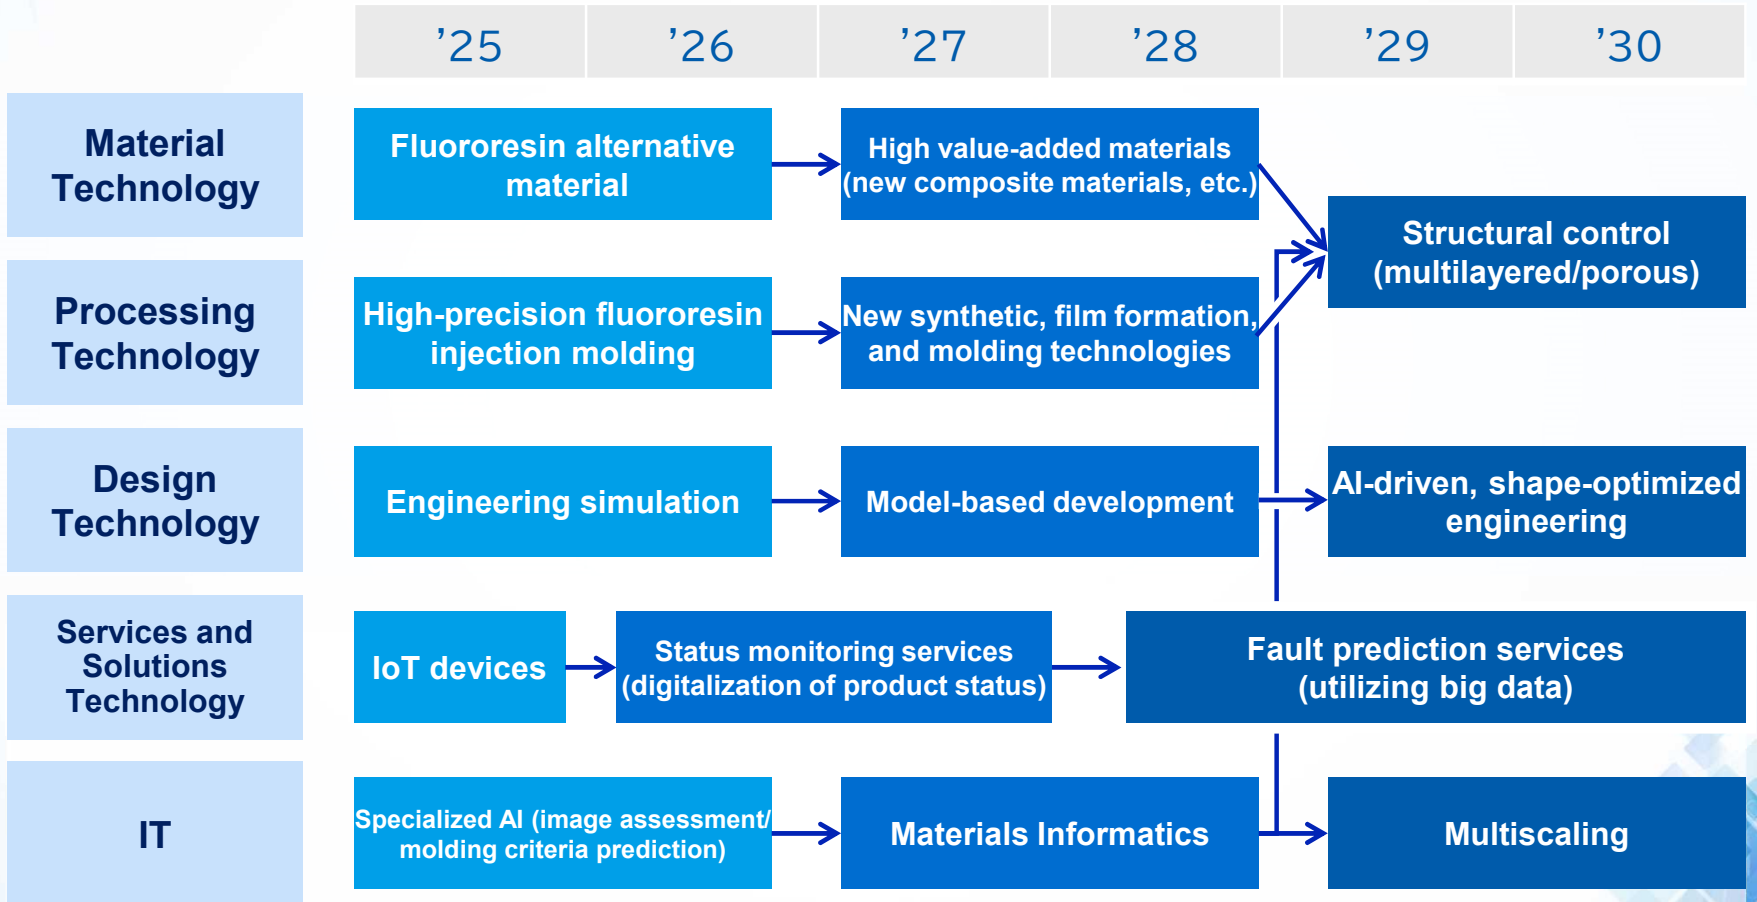 ’25
’26
’27
’28
’29
’30
Material
Technology
Fluororesin alternative
material
High value-added materials
(new composite materials, etc.)
Structural control
(multilayered/porous)
Processing
Technology
High-precision fluororesin
injection molding
New synthetic, film formation,
and molding technologies
Design
Technology
Engineering simulation
Model-based development
AI-driven, shape-optimized
engineering
Services and
Solutions
Technology
IoT devices
Status monitoring services
(digitalization of product status)
Fault prediction services
(utilizing big data)
IT
Specialized AI (image assessment/
molding criteria prediction)
Materials Informatics
Multiscaling